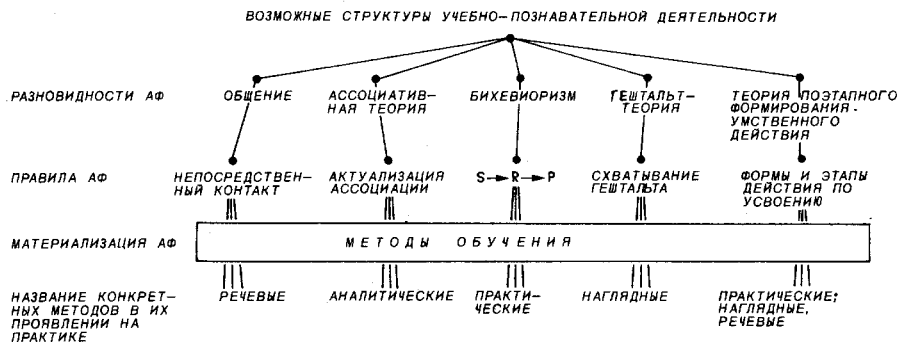 ВОЗМОЖНЫЕ СТРУКТУРЫ УЧЕБНО-ПОЗНАВАТЕЛЬНОЙ ДЕЯТЕЛЬНОСТИ
РАЗНОВИДНОСТИ АФ
ОБЩЕНИЕ
АССОЦИАТИВ-
НАЯ ТЕОРИЯ
БИХЕВИОРИЗМ
ГЕШТАЛЬТ-
ТЕОРИЯ
ТЕОРИЯ ПОЭТАПНОГО
ФОРМИРОВАНИЯ-
УМСТВЕННОГО
ДЕЙСТВИЯ
ПРАВИЛА АФ
НЕПОСРЕДСТВЕН-
НЫЙ КОНТАКТ
АКТУАЛИЗАЦИЯ
АССОЦИАЦИИ
S→R→P
СХВАТЫВАНИЕ
ГЕШТАЛЬТА
ФОРМЫ И ЭТАПЫ
ДЕЙСТВИЯ ПО
УСВОЕНИЮ
МАТЕРИАЛИЗАЦИЯ АФ
МЕТОДЫ ОБУЧЕНИЯ
НАЗВАНИЕ КОНКРЕТ-
НЫХ МЕТОДОВ В ИХ
ПРОЯВЛЕНИИ НА
ПРАКТИКЕ
РЕЧЕВЫЕ
АНАЛИТИЧЕСКИЕ
ПРАКТИ-
ЧЕСКИЕ
НАГЛЯДНЫЕ
ПРАКТИЧЕСКИЕ;
НАГЛЯДНЫЕ,
РЕЧЕВЫЕ